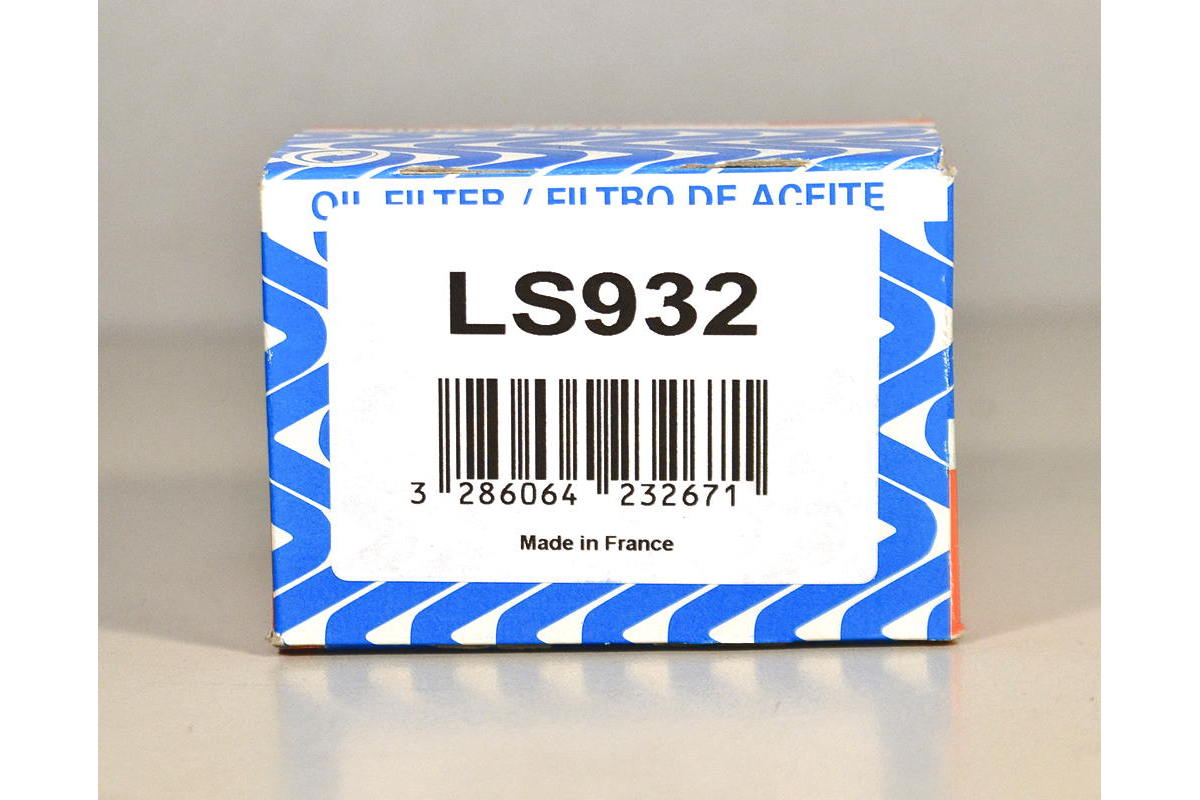 OIL FILTER / FILTRO DE ACEITE
LS932
3 286064 232671
Made in France